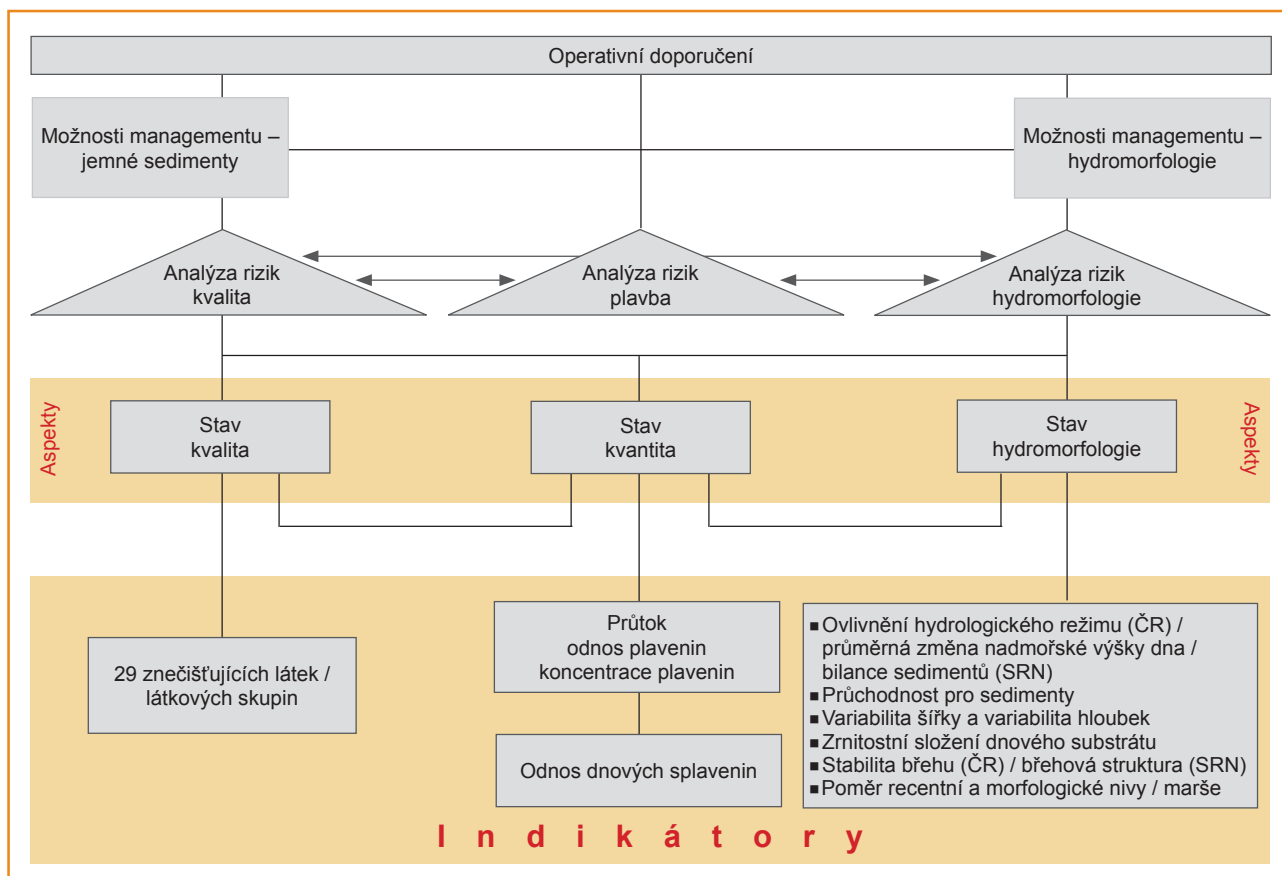 Operativní doporučení
Možnosti managementu –
jemné sedimenty
Možnosti managementu –
hydromorfologie
Analýza rizik
kvalita
Analýza rizik
plavba
Analýza rizik
hydromorfologie
Aspekty
Stav
kvalita
Stav
kvantita
Stav
hydromorfologie
Aspekty
29 znečišťujících látek /
látkových skupin
Průtok
odnos plavenin
koncentrace plavenin
Odnos dnových splavenin
■ Ovlivnění hydrologického režimu (ČR) /
průměrná změna nadmořské výšky dna /
bilance sedimentů (SRN)
■ Průchodnost pro sedimenty
■ Variabilita šířky a variabilita hloubek
■ Zrnitostní složení dnového substrátu
■ Stabilita břehu (ČR) / břehová struktura (SRN)
■ Poměr recentní a morfologické nivy / marše
Indikátory